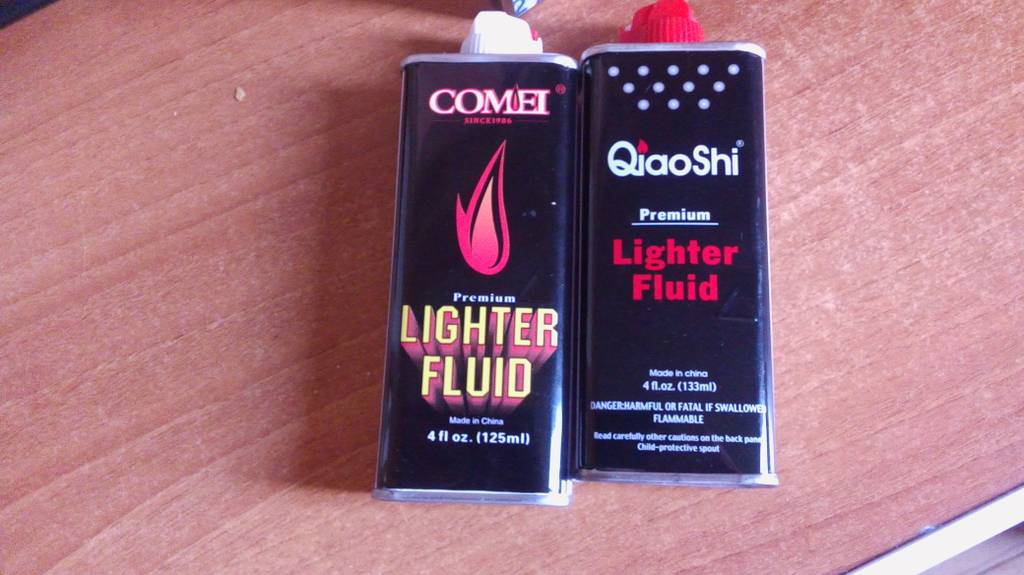 COMEI®
SINCE1986
Premium
LIGHTER
FLUID
Made in China
4 fl oz. (125ml)
QiaoShi®
Premium
Lighter
Fluid
Made in china
4 fl.oz. (133ml)
DANGER:HARMFUL OR FATAL IF SWALLOWED
FLAMMABLE
Read carefully other cautions on the back panel
Child-protective spout